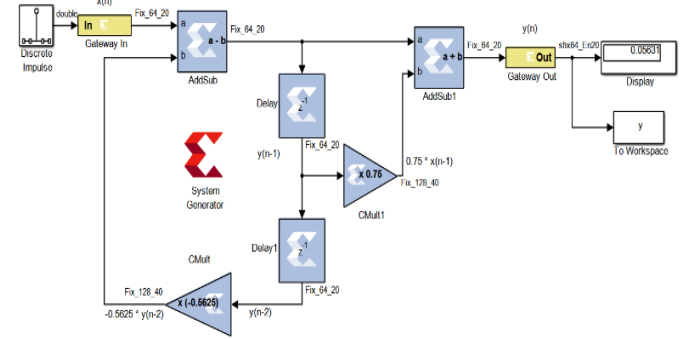 x(n)
y(n)
double
Fix_64_20
In
Gateway In
Discrete
Impulse
a
b
a - b
AddSub
Fix_64_20
a
b
a + b
AddSub1
Fix_64_20
Out
Gateway Out
sfix64_En20
0.05631
Display
y
To Workspace
Delay
z-1
Fix_64_20
y(n-1)
x 0.75
0.75 * x(n-1)
Fix_128_40
CMult1
System
Generator
Delay1
z-1
Fix_64_20
CMult
x (-0.5625)
Fix_128_40
-0.5625 * y(n-2)
y(n-2)